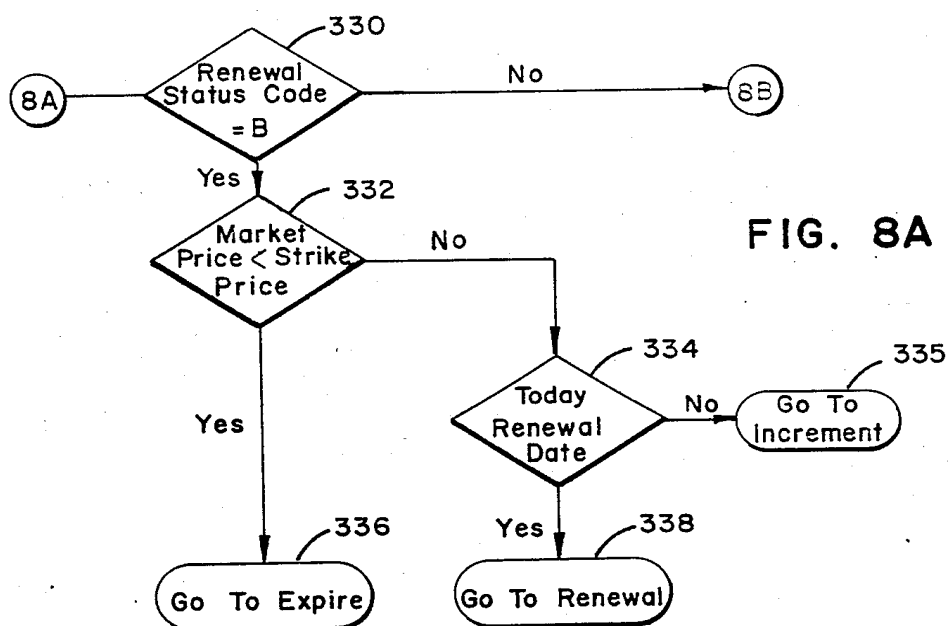 330
8A
Renewal
Status Code
= B
No
8B
Yes
332
Market
Price < Strike
Price
No
FIG. 8A
334
335
Today
Renewal
Date
No
Go To
Increment
Yes
336
Yes
338
Go To Expire
Go To Renewal